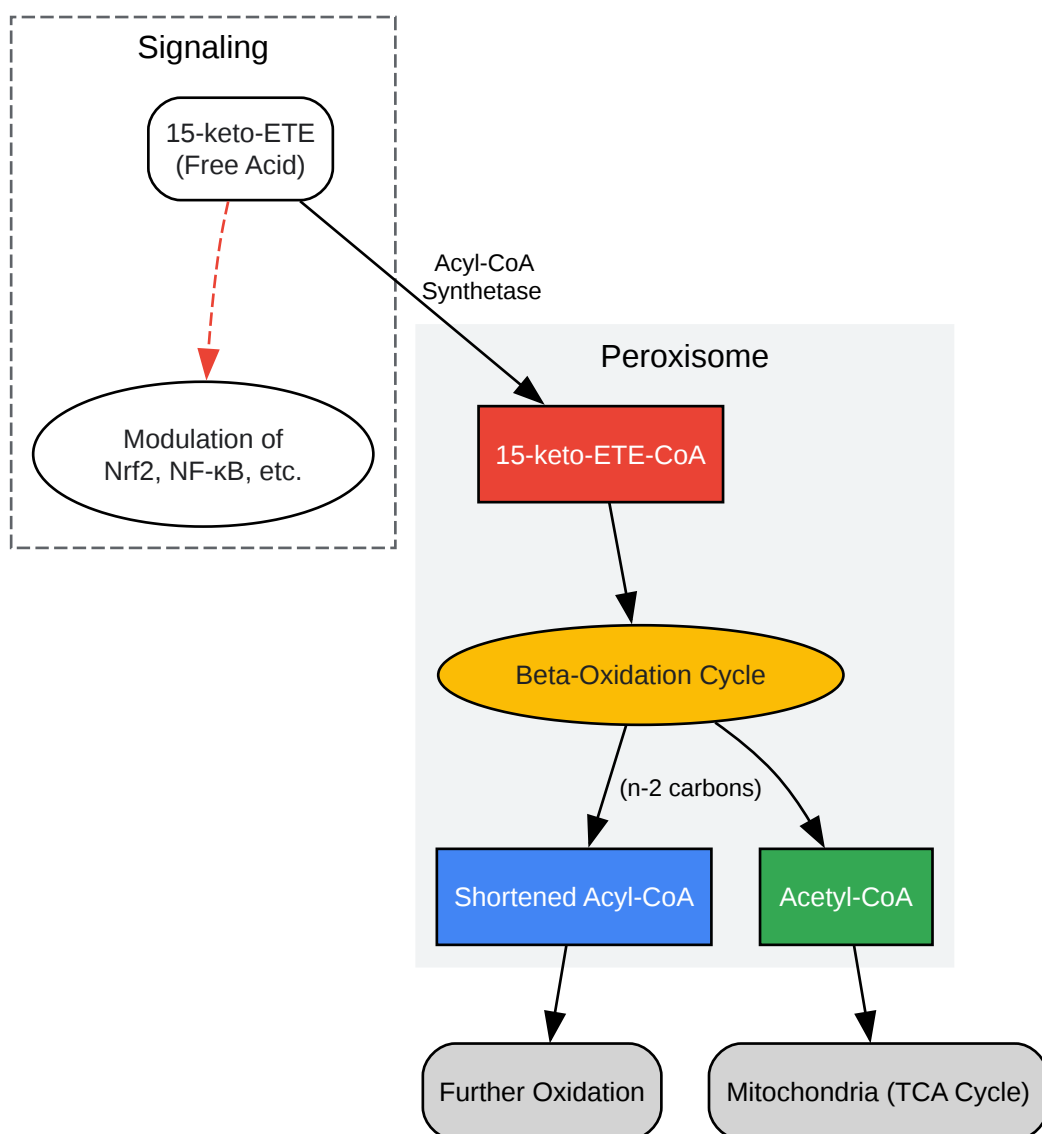 Signaling
15-keto-ETE
(Free Acid)
Acyl-CoA
Synthetase
Peroxisome
Modulation of
Nrf2, NF-κB, etc.
15-keto-ETE-CoA
Beta-Oxidation Cycle
(n-2 carbons)
Shortened Acyl-CoA
Acetyl-CoA
Further Oxidation
Mitochondria (TCA Cycle)